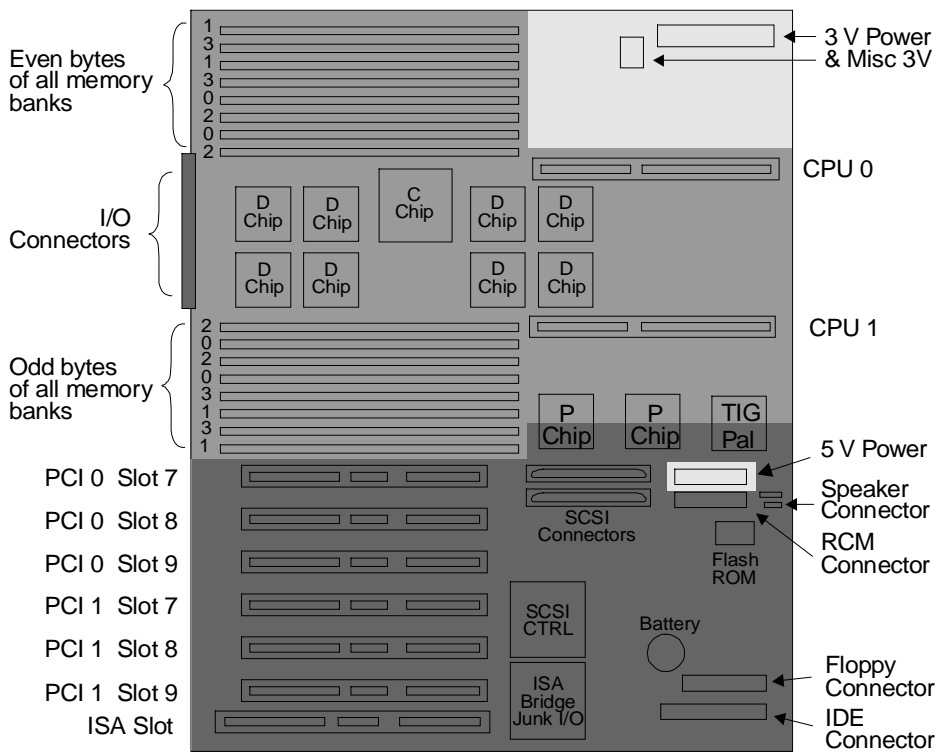 Even bytes
of all memory
banks
1
3
1
3
0
2
0
2
3 V Power
& Misc 3V
CPU 0
I/O
Connectors
D
Chip
D
Chip
C
Chip
D
Chip
D
Chip
D
Chip
D
Chip
D
Chip
D
Chip
CPU 1
Odd bytes
of all memory
banks
2
0
2
0
3
1
3
1
P
Chip
P
Chip
TIG
Pal
5 V Power
PCI 0 Slot 7
PCI 0 Slot 8
PCI 0 Slot 9
PCI 1 Slot 7
PCI 1 Slot 8
PCI 1 Slot 9
ISA Slot
SCSI
Connectors
Speaker
Connector
RCM
Connector
Flash
ROM
SCSI
CTRL
Battery
ISA
Bridge
Junk I/O
Floppy
Connector
IDE
Connector